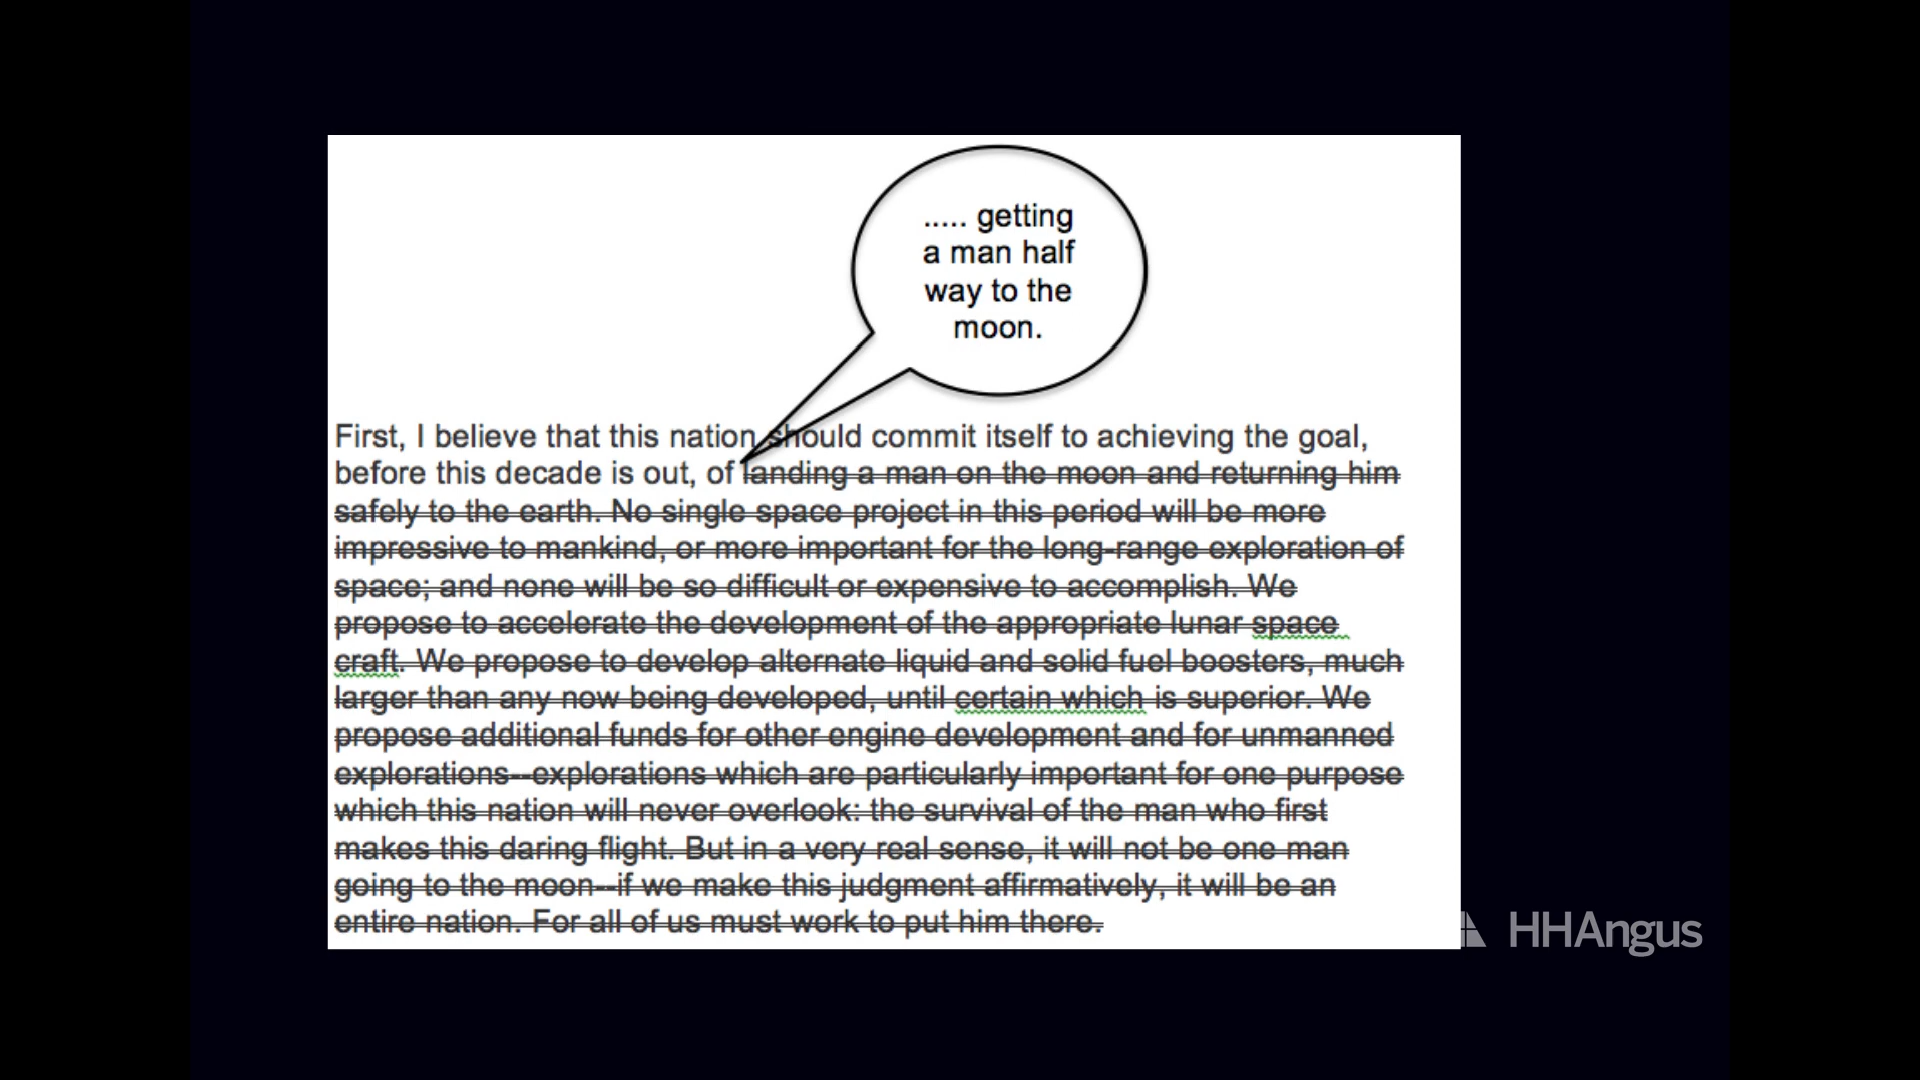 ..... getting
a man half
way to the
moon.
First, I believe that this nation should commit itself to achieving the goal,
before this decade is out, of landing a man on the moon and returning him
safely to the earth. No single space project in this period will be more
impressive to mankind, or more important for the long-range exploration of
space; and none will be so difficult or expensive to accomplish. We
propose to accelerate the development of the appropriate lunar space
craft. We propose to develop alternate liquid and solid fuel boosters, much
larger than any now being developed, until certain which is superior. We
propose additional funds for other engine development and for unmanned
explorations--explorations which are particularly important for one purpose
which this nation will never overlook: the survival of the man who first
makes this daring flight. But in a very real sense, it will not be one man
going to the moon--if we make this judgment affirmatively, it will be an
entire nation. For all of us must work to put him there.
HHAngus